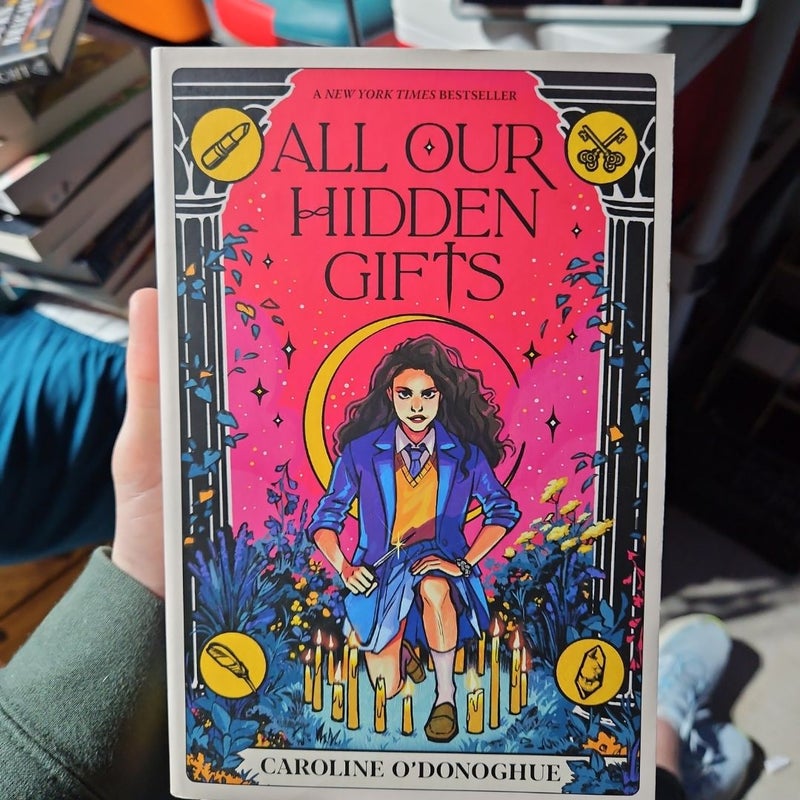 A NEW YORK TIMES BESTSELLER
ALL OUR
HIDDEN
GIFTS
CAROLINE O'DONOGHUE